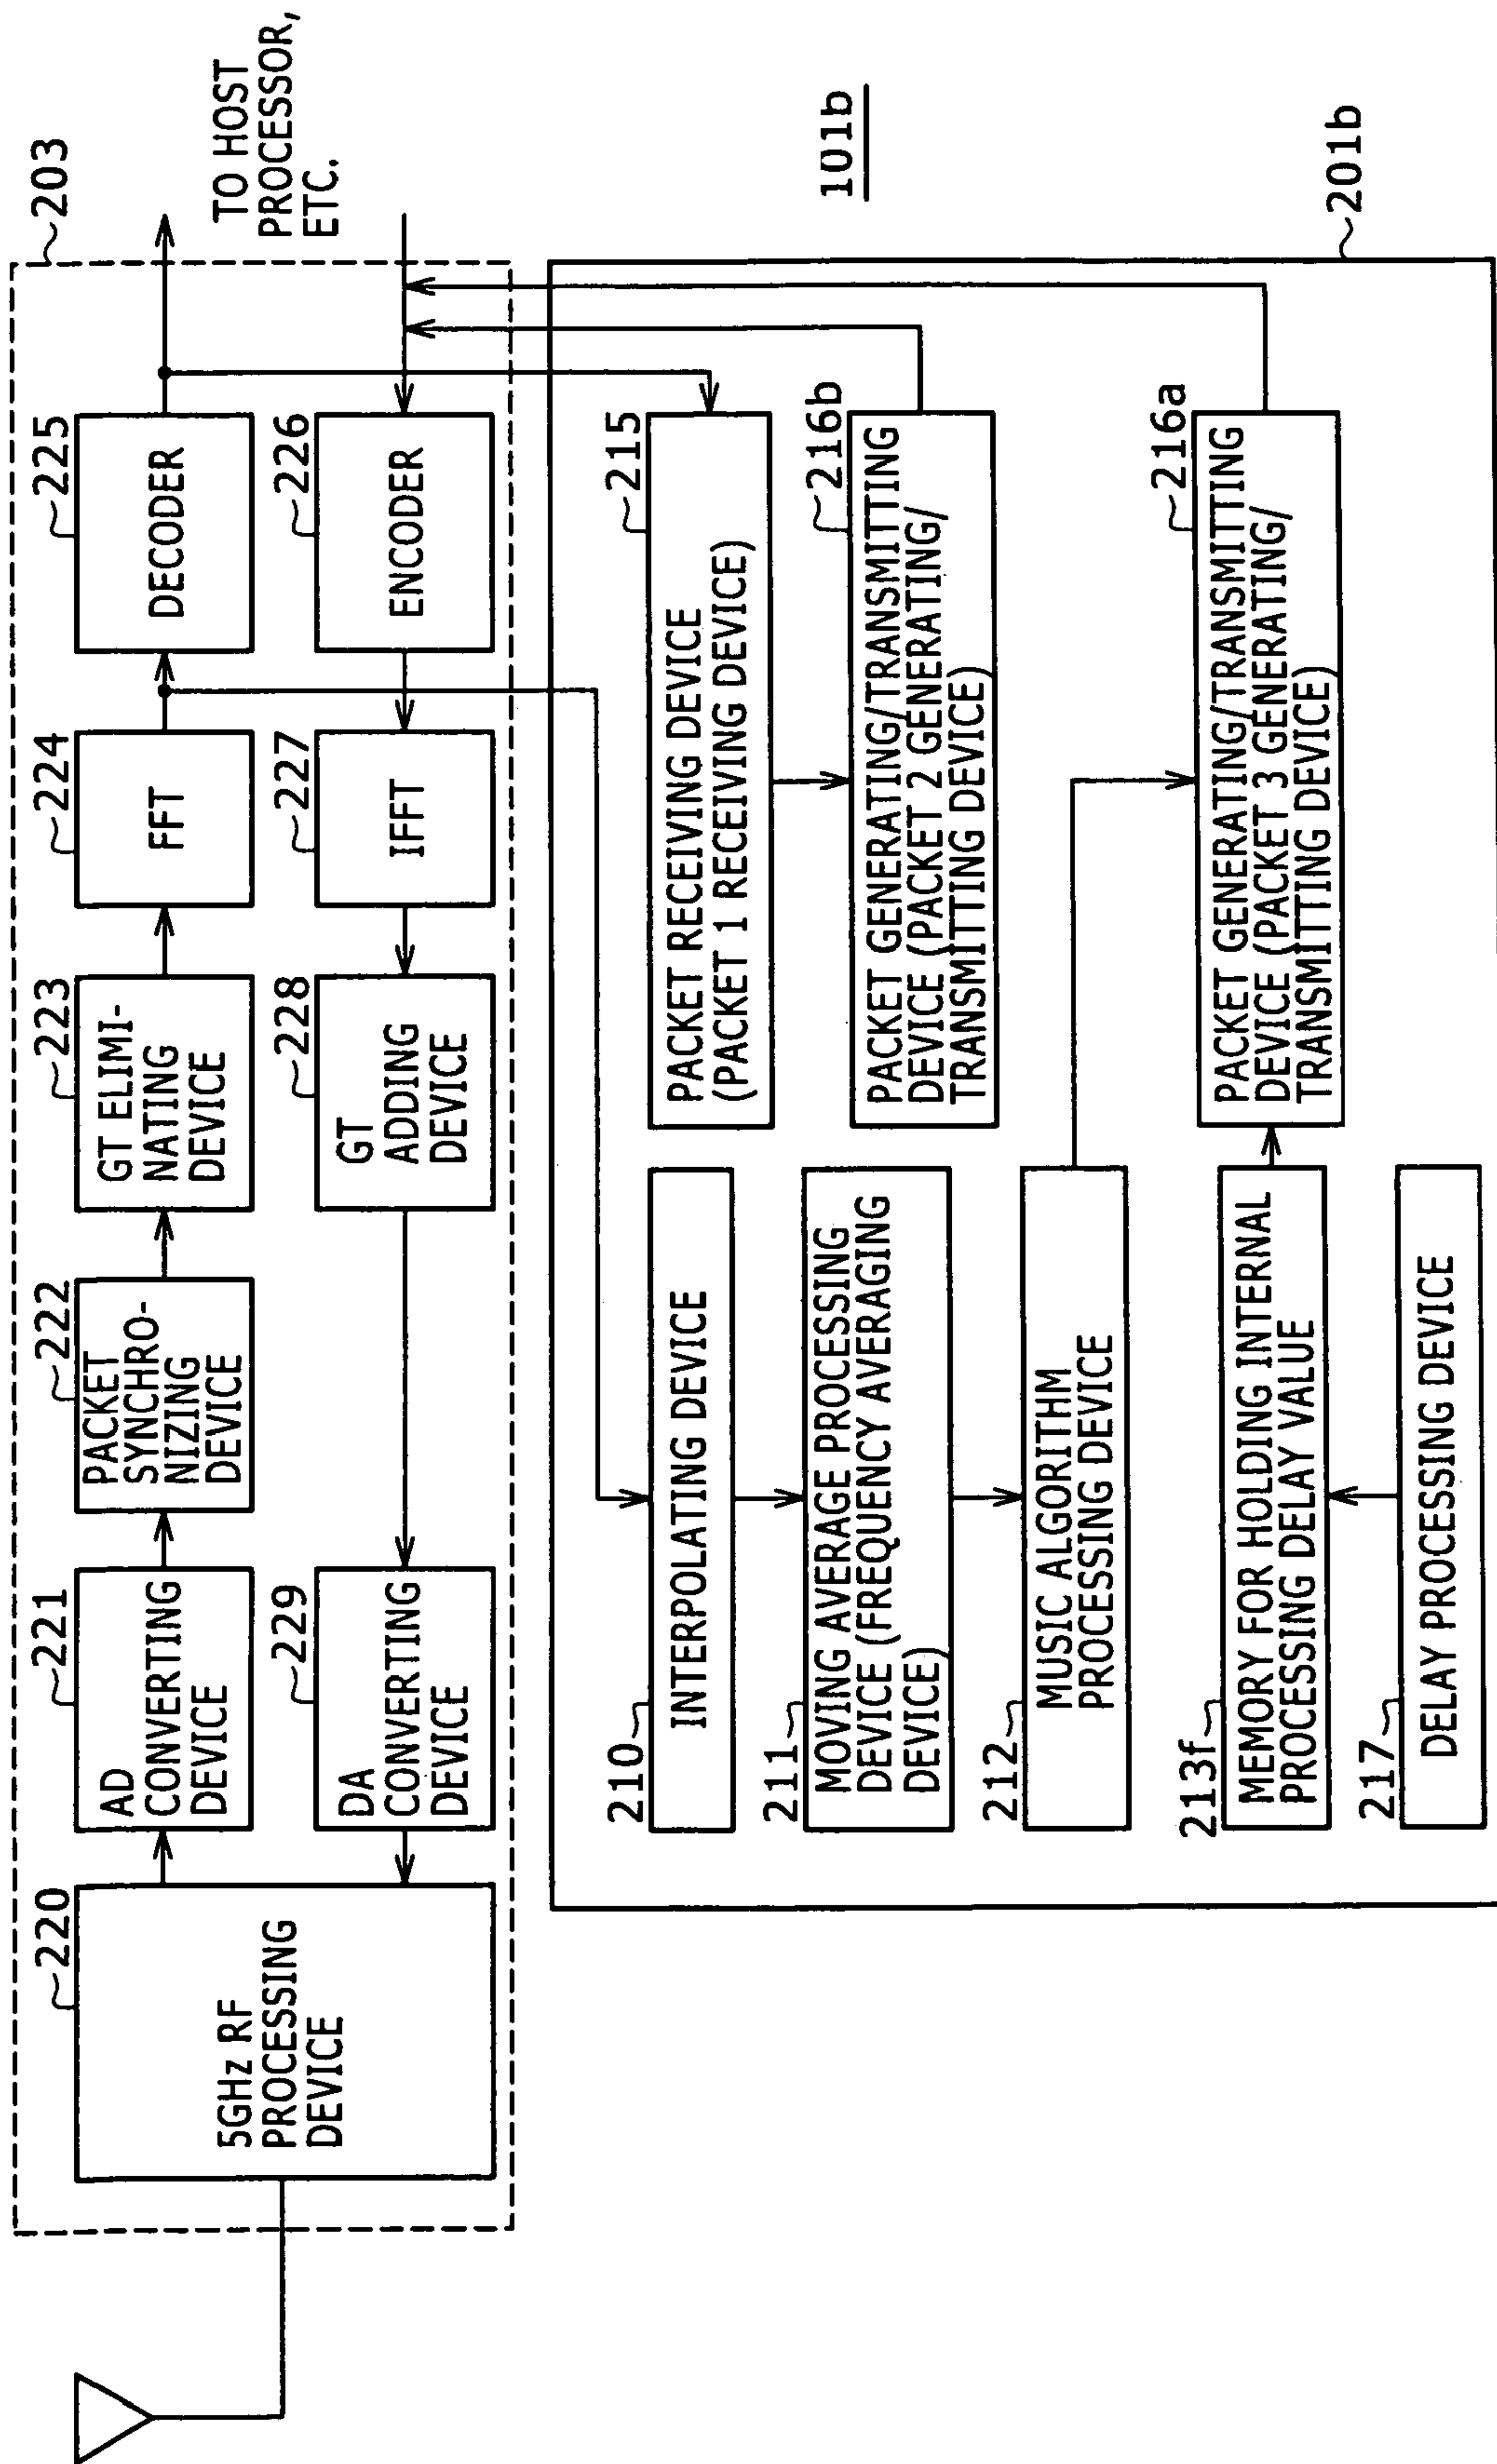 203
220
5GHz RF
PROCESSING
DEVICE
221
AD
CONVERTING
DEVICE
222
PACKET
SYNCHRO-
NIZING
DEVICE
223
GT ELIMI-
NATING
DEVICE
224
FFT
225
DECODER
TO HOST
PROCESSOR,
ETC.
229
DA
CONVERTING
DEVICE
228
GT
ADDING
DEVICE
227
IFFT
226
ENCODER
101b
201b
210
INTERPOLATING DEVICE
211
MOVING AVERAGE PROCESSING
DEVICE (FREQUENCY AVERAGING
DEVICE)
212
MUSIC ALGORITHM
PROCESSING DEVICE
213f
MEMORY FOR HOLDING INTERNAL
PROCESSING DELAY VALUE
217
DELAY PROCESSING DEVICE
215
PACKET RECEIVING DEVICE
(PACKET 1 RECEIVING DEVICE)
216b
PACKET GENERATING/TRANSMITTING
DEVICE (PACKET 2 GENERATING/
TRANSMITTING DEVICE)
216a
PACKET GENERATING/TRANSMITTING
DEVICE (PACKET 3 GENERATING/
TRANSMITTING DEVICE)